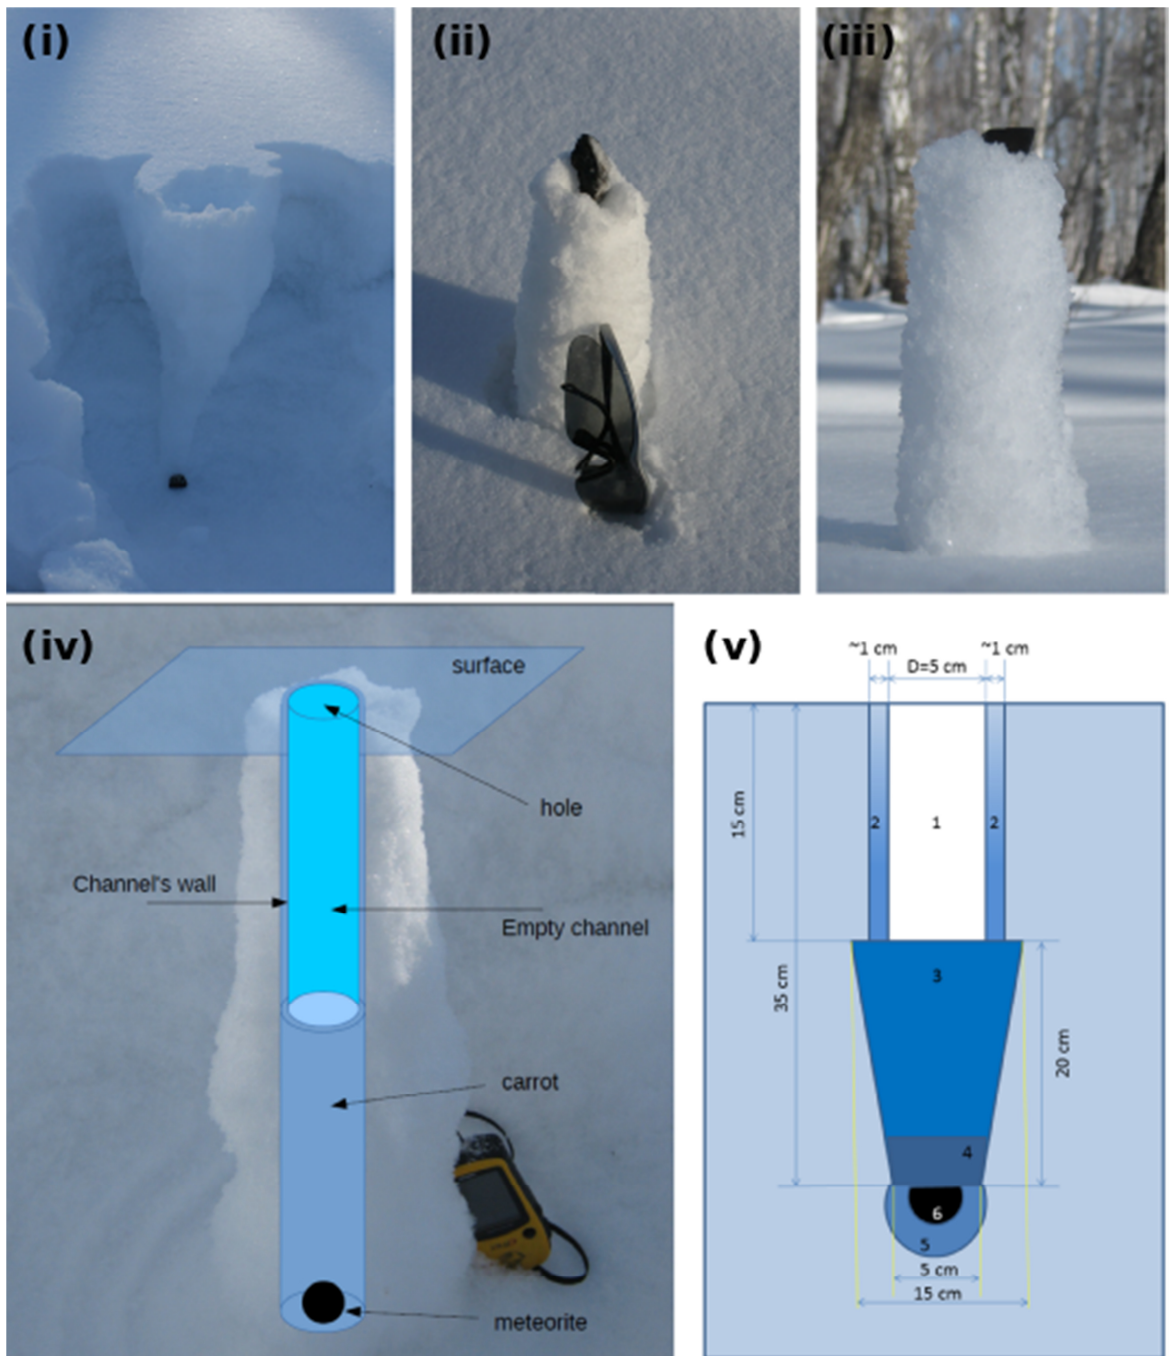 (i)
(ii)
(iii)
(iv)
surface
hole
Channel's wall
Empty channel
carrot
meteorite
(v)
~1 cm
~1 cm
D=5 cm
15 cm
2
1
2
35 cm
3
20 cm
4
6
5
5 cm
15 cm